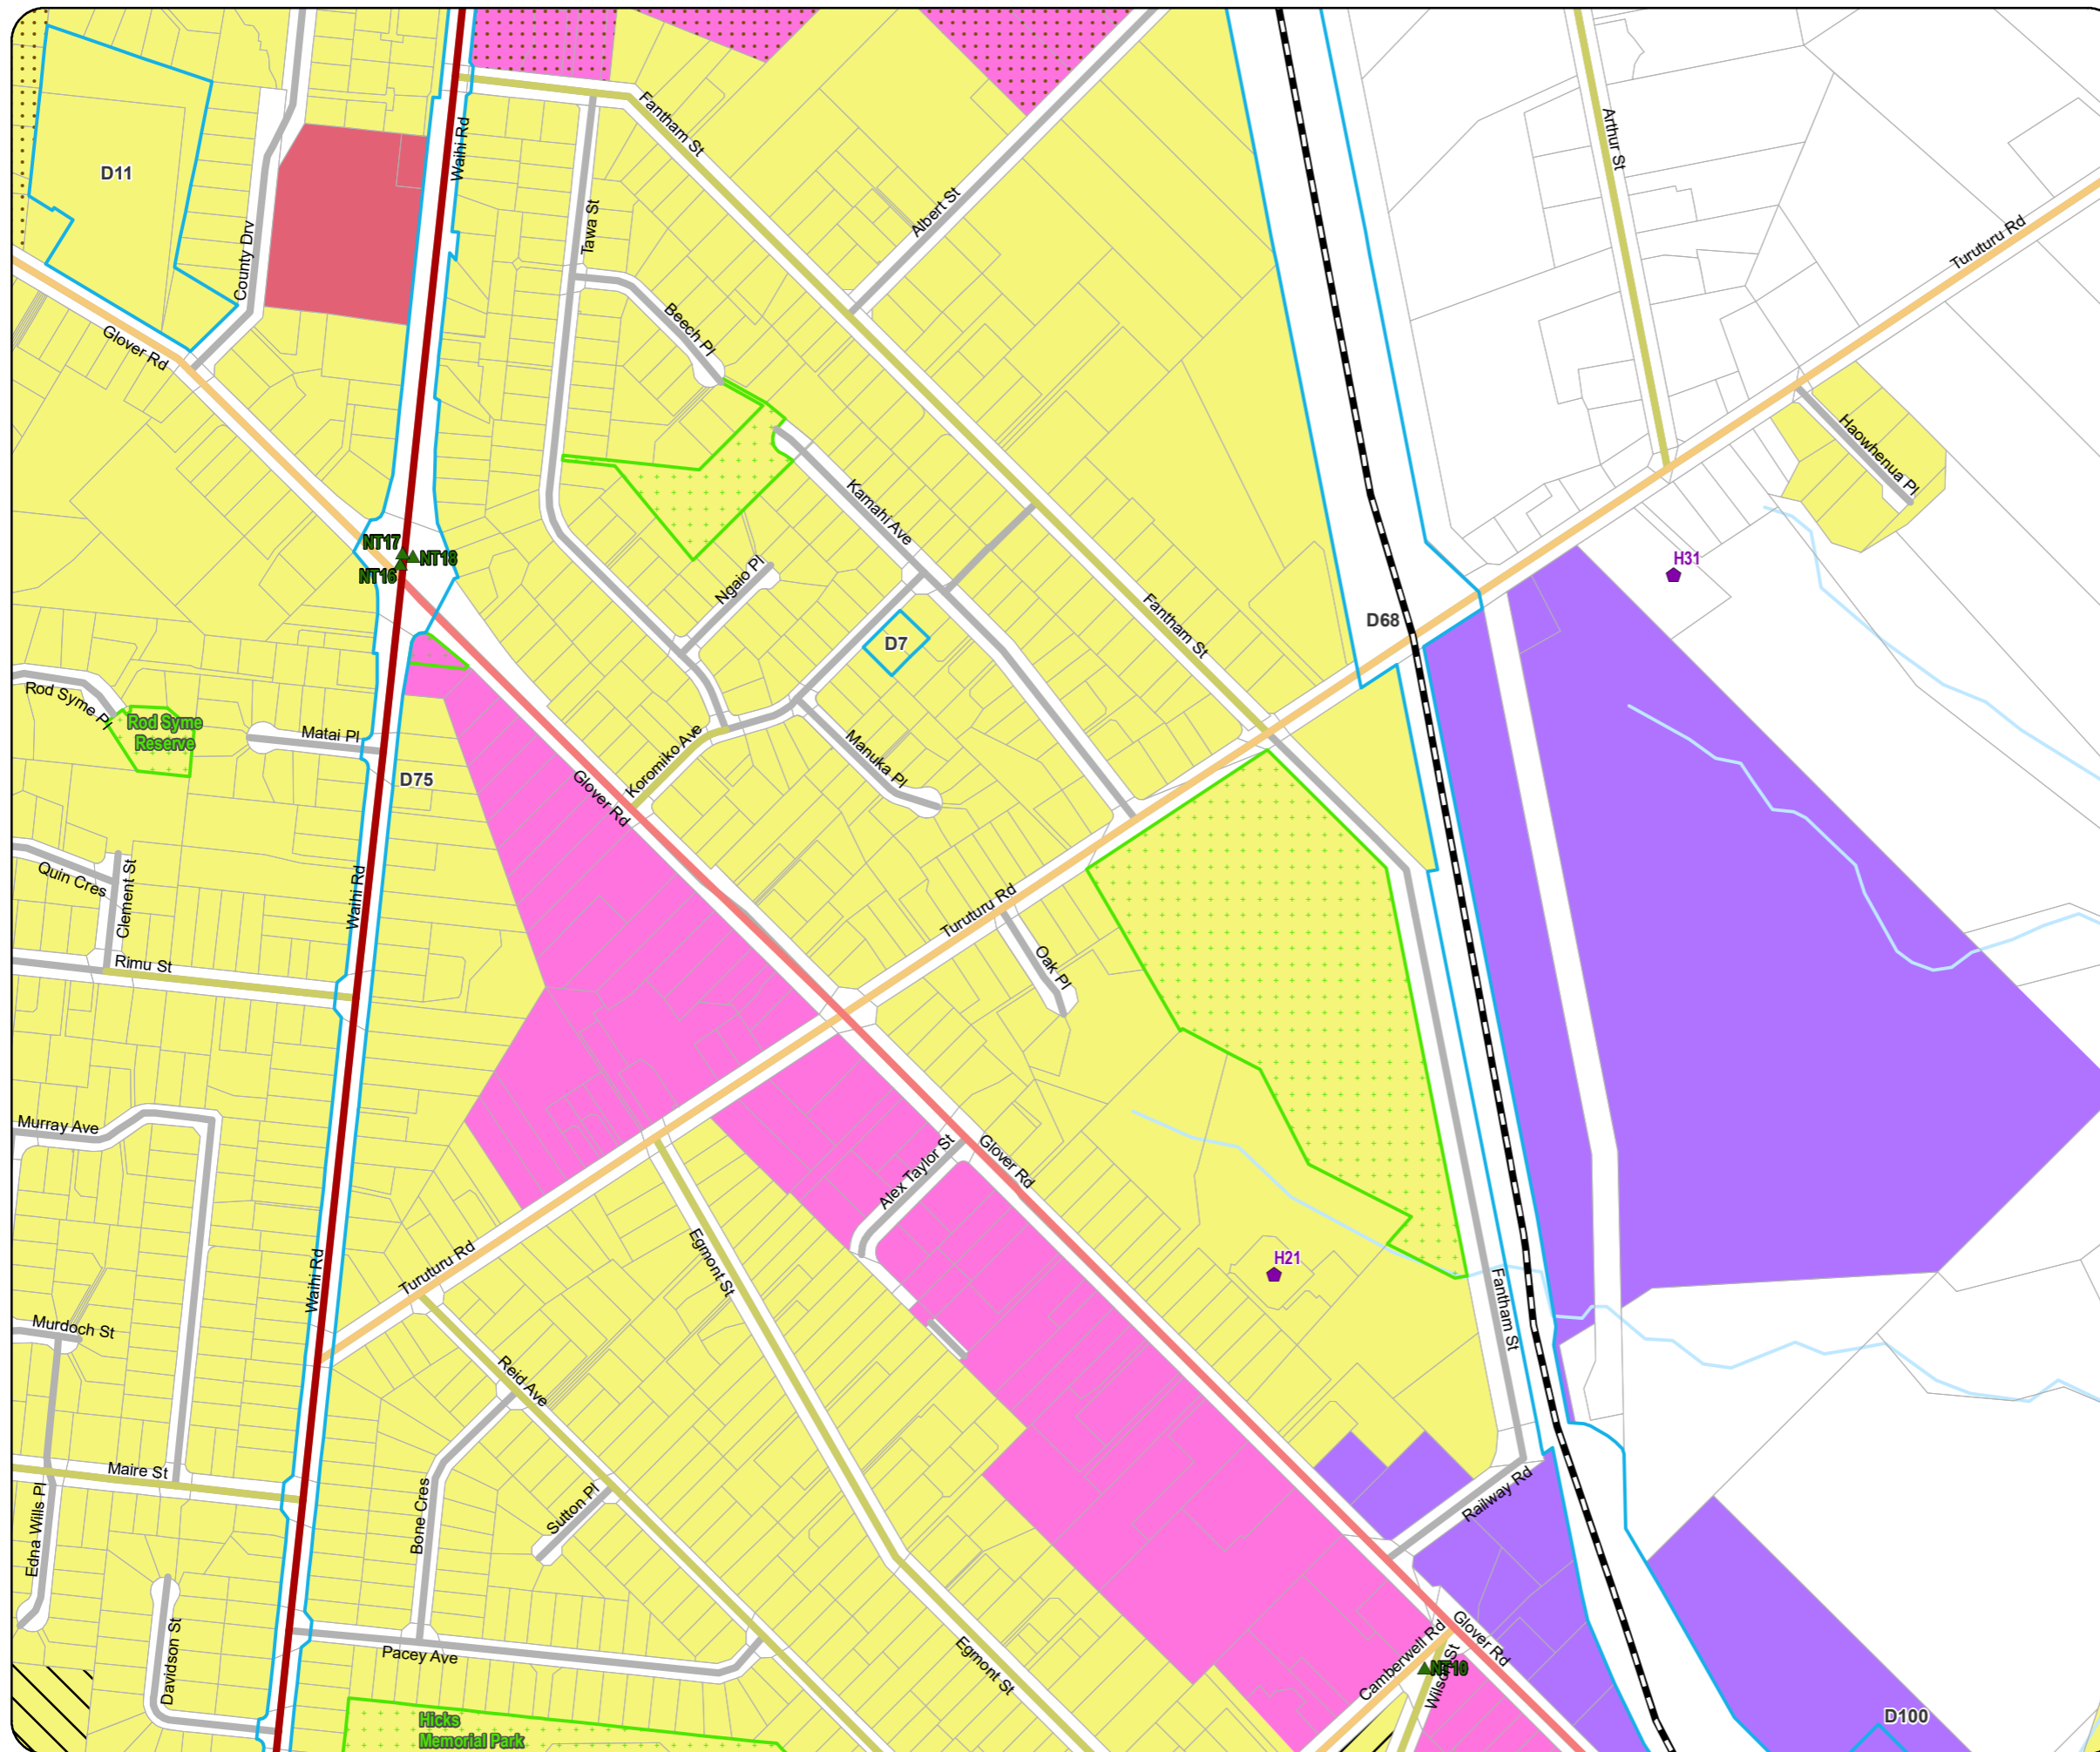 Fantham St
Arthur St
Waihi Rd
D11
Albert St
Tawa St
County Drv
Turuturu Rd
Beech Pl
Glover Rd
Haowhenua Pl
Kamahi Ave
NT17
NT18
NT16
H31
Ngaio Pl
Fantham St
D68
D7
Rod Syme Pl
Rod Syme
Reserve
Matai Pl
Koromiko Ave
Manuka Pl
D75
Glover Rd
Quin Cres
Clement St
Waihi Rd
Turuturu Rd
Oak Pl
Rimu St
Murray Ave
Glover Rd
Alex Taylor St
Egmont St
Turuturu Rd
Waihi Rd
H21
Fantham St
Murdoch St
Reid Ave
Maire St
Edna Wills Pl
Bone Cres
Sutton Pl
Railway Rd
Davidson St
Pacey Ave
Egmont St
Camberwell Rd
Glover Rd
Wilson St
NT10
Hicks
Memorial Park
D100